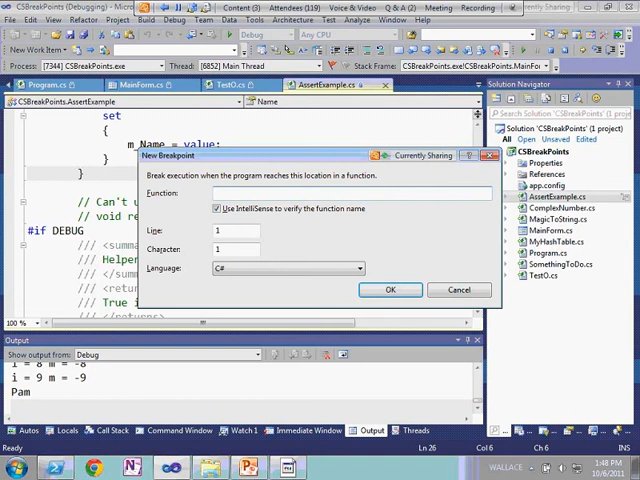 CSBreakPoints (Debugging)
Content (3)
Attendees (119)
Voice & Video
Q&A
Meeting
Recording
File Edit View Refactor Project Build Debug Team Data Tools Architecture Test Analyze Window Help
Debug Any CPU
New Work Item
Process: [7344] CSBreakPoints.exe Thread: [6852] Main Thread Stack Frame: CSBreakPoints.exe!CSBreakPoints.MainFor
Program.cs MainForm.cs TestO.cs AssertExample.cs
CSBreakPoints.AssertExample Name
set
{
m_Name = value;
}
}
// Can't u
// void re
#if DEBUG
/// <summa
Helper
/// </summ
/// <retur
/// True i
/// </returns>
100 %
New Breakpoint
Currently Sharing
Break execution when the program reaches this location in a function.
Function:
Use IntelliSense to verify the function name
Line: 1
Character: 1
Language: C#
OK Cancel
Solution Navigator
Solution 'CSBreakPoints' (1 project)
All Open Unsaved Edited
CSBreakPoints
Properties
References
app.config
AssertExample.cs
ComplexNumber.cs
MagicToString.cs
MainForm.cs
MyHashTable.cs
Program.cs
SomethingToDo.cs
TestO.cs
Output
Show output from: Debug
i = 8 m = -8
i = 9 m = -9
Pam
Autos Locals Call Stack Command Window Watch 1 Immediate Window Output Threads
Ready Ln 26 Col 6 Ch 6 INS
WALLACE
1:48 PM
10/6/2011